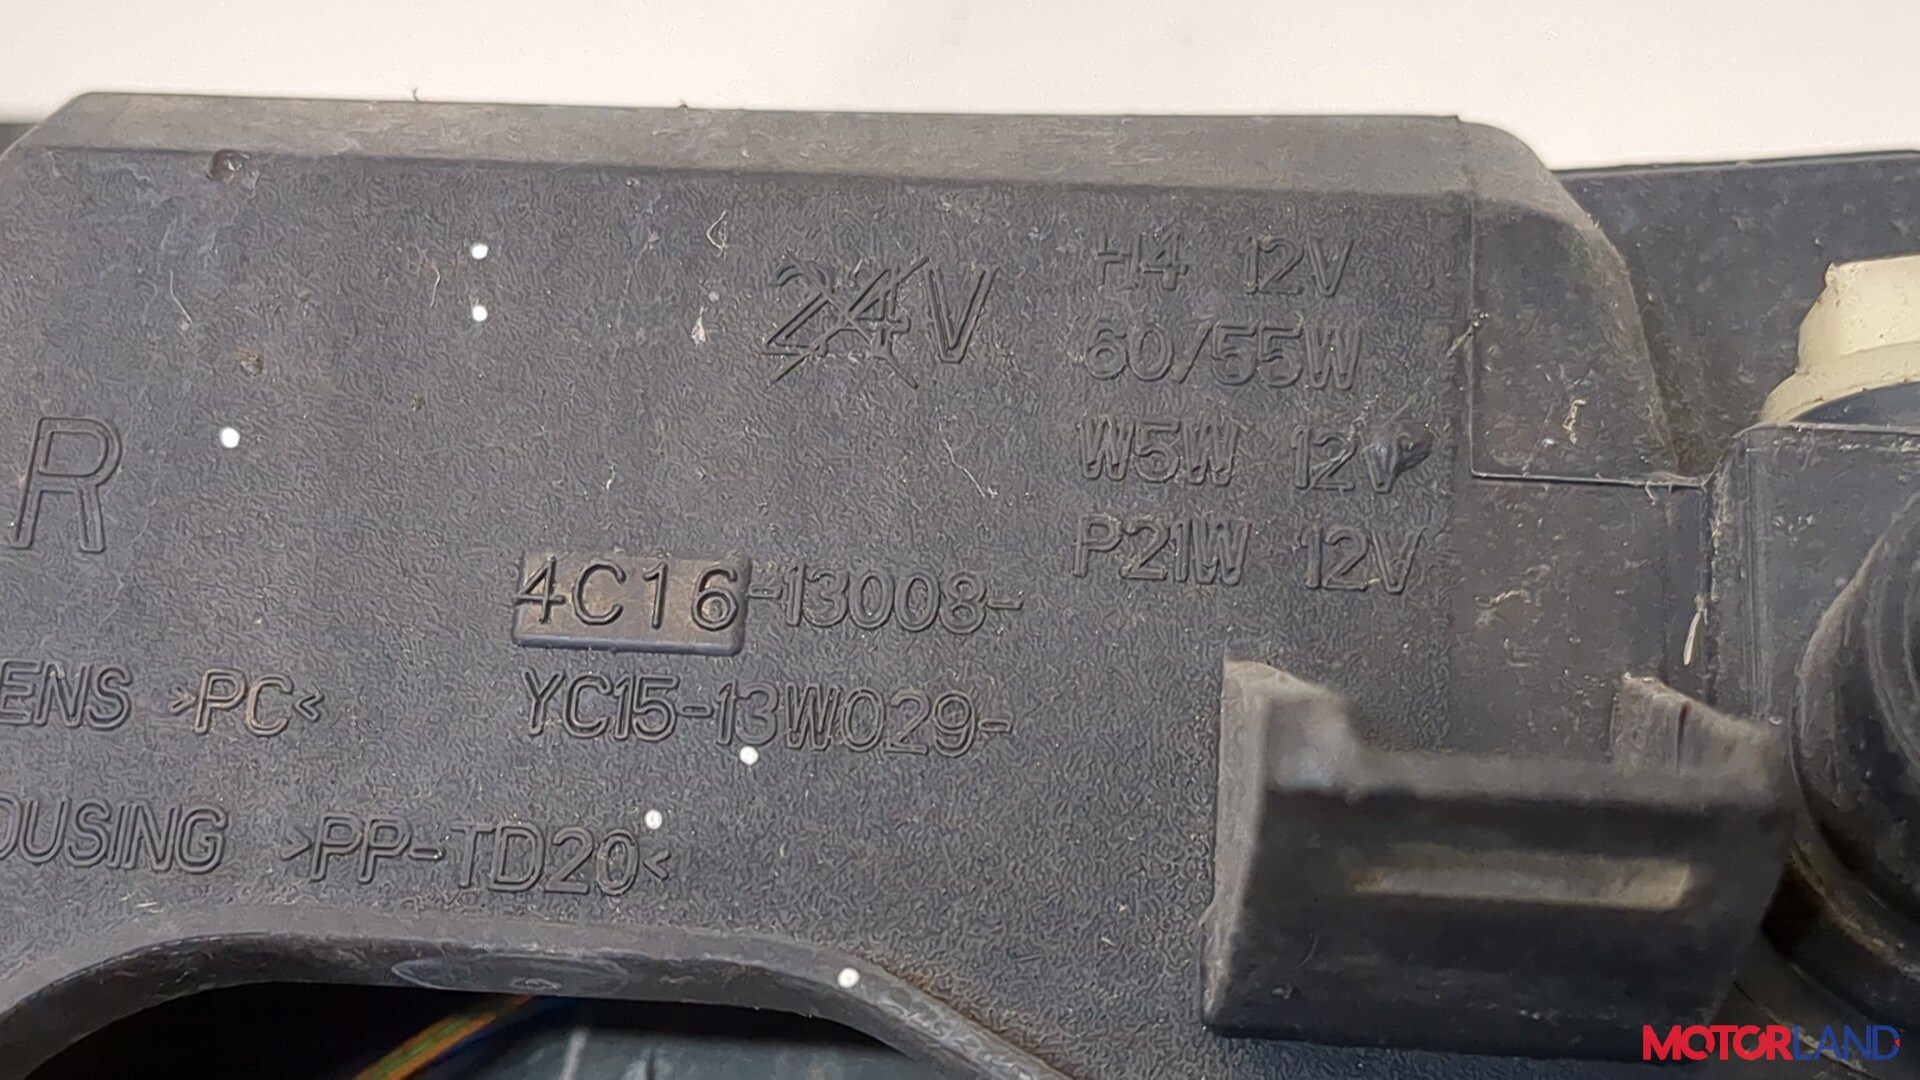 24V
H4 12V
60/55W
W5W 12V
P21W 12V
R
4C16-13008-
YC15-13W029-
ENS >PC<
OUSING >PP-TD20<
MOTORLAND